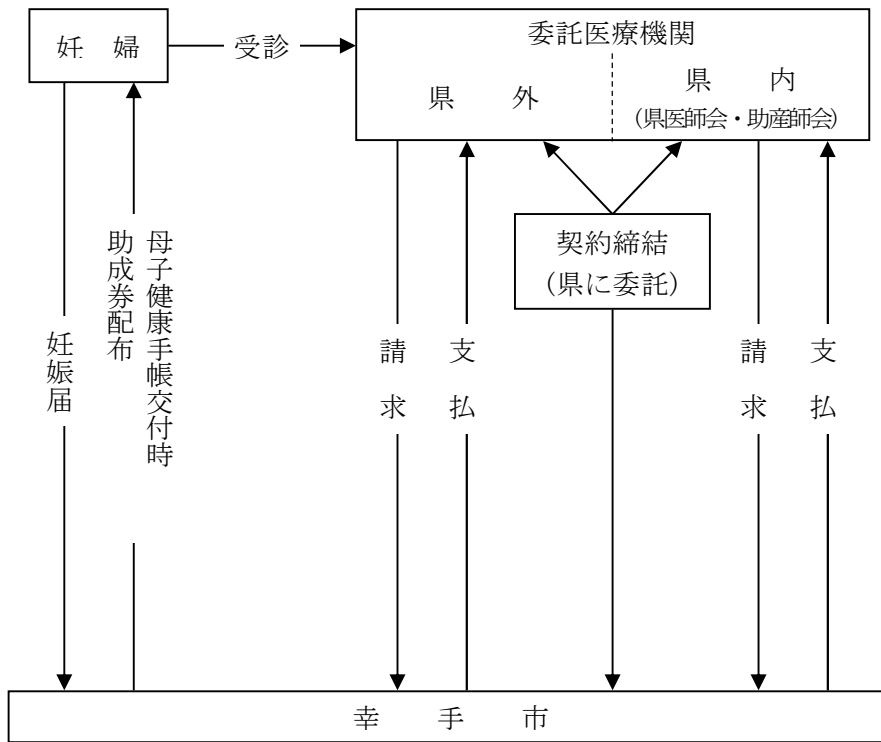 妊　婦
受診
委託医療機関
県　　外
県　　内
（県医師会・助産師会）
契約締結
（県に委託）
妊娠届
母子健康手帳交付時
助成券配布
請　求
支　払
請　求
支　払
幸　　手　　市